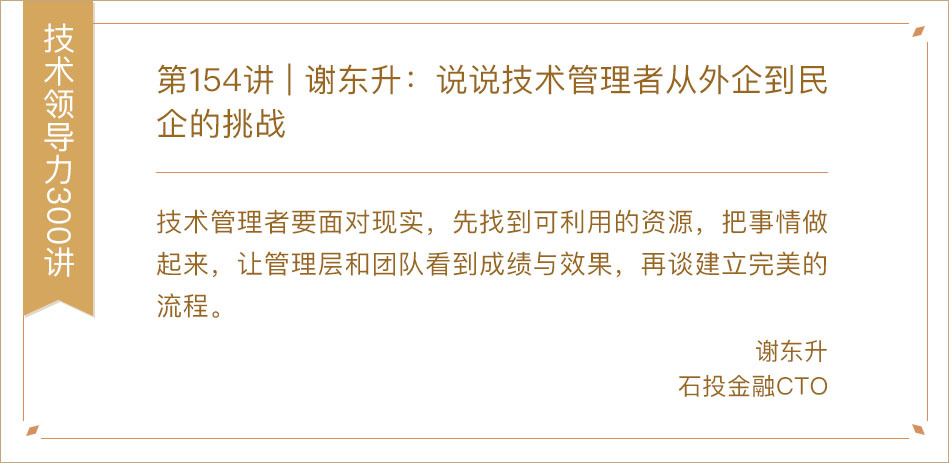 技术领导力300讲
第154讲 | 谢东升：说说技术管理者从外企到民
企的挑战
技术管理者要面对现实，先找到可利用的资源，把事情做
起来，让管理层和团队看到成绩与效果，再谈建立完美的
流程。
谢东升
石投金融CTO